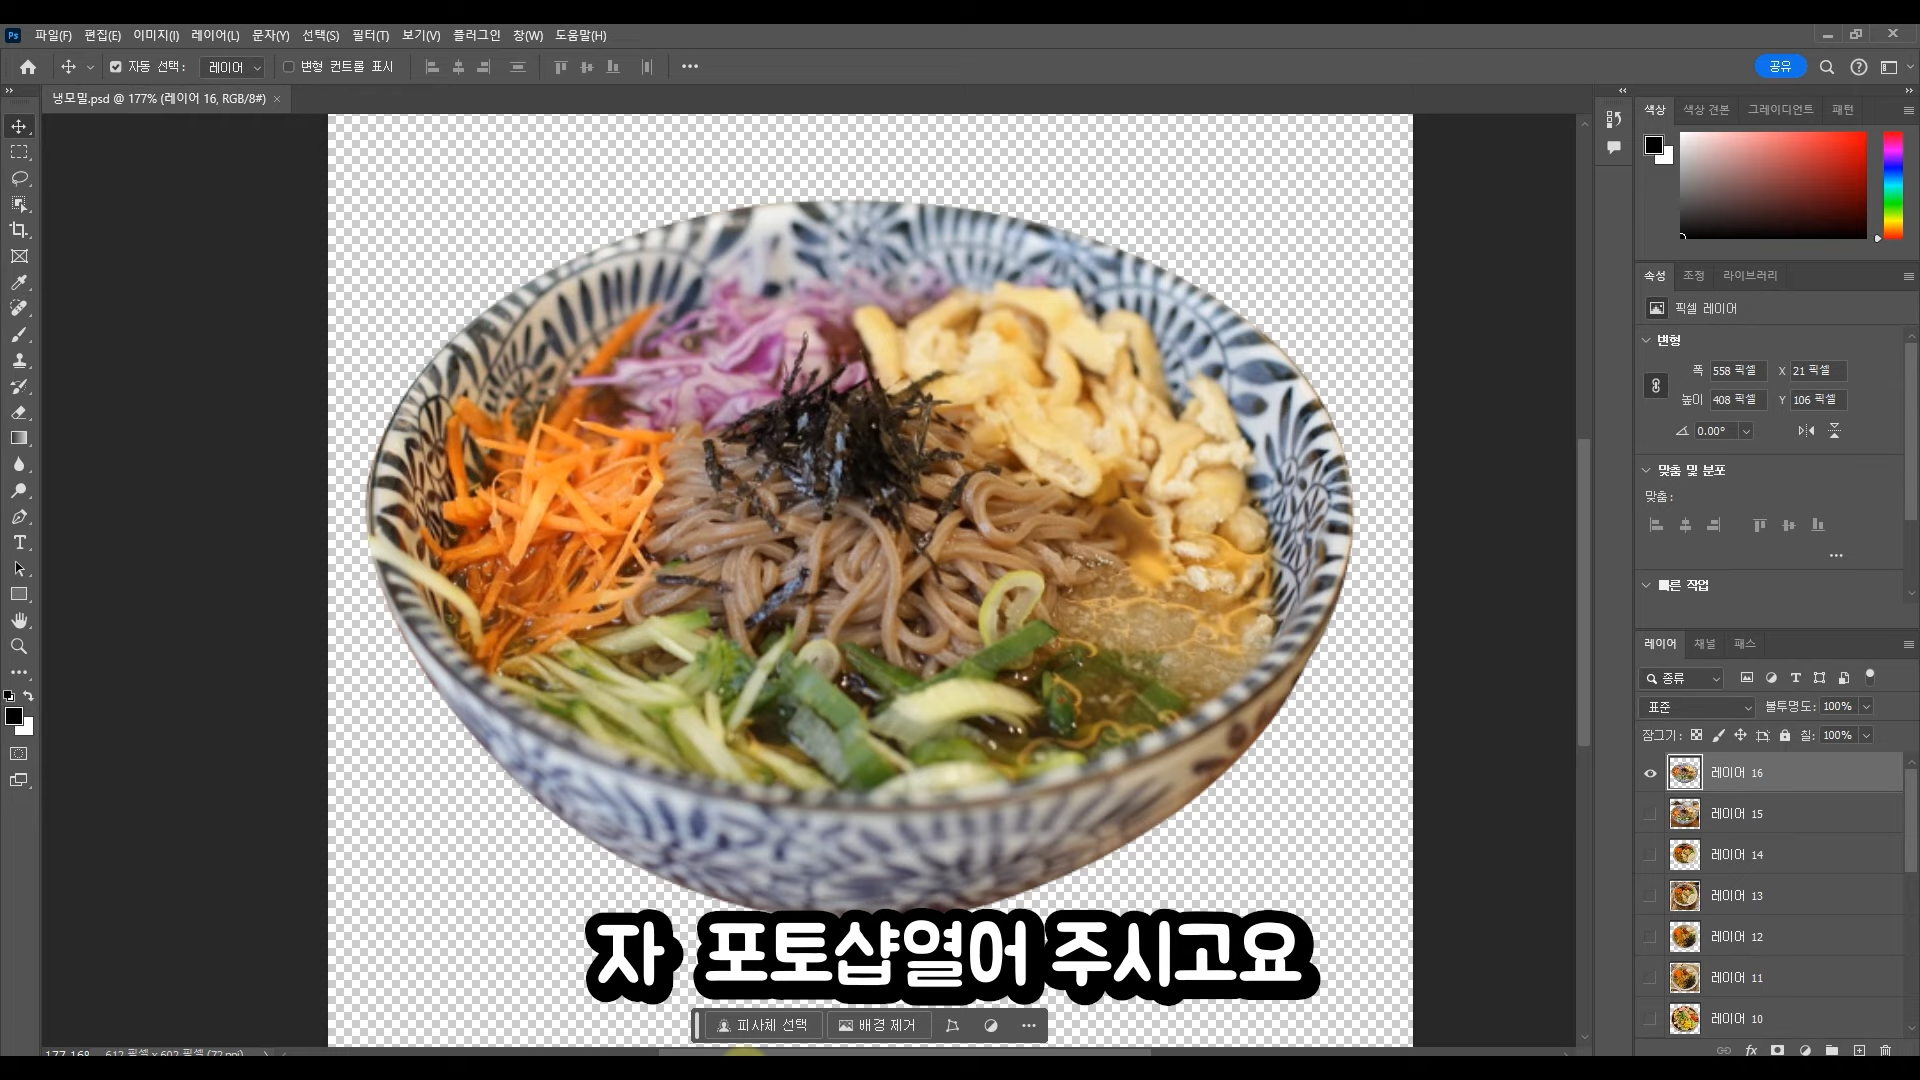 Ps 파일(F) 편집(E) 이미지(I) 레이어(L) 문자(Y) 선택(S) 필터(T) 보기(V) 플러그인 창(W) 도움말(H)
자동 선택: 레이어 변형 컨트롤 표시 공유
냉모밀.psd @ 177% (레이어 16, RGB/8#)
색상 색상 견본 그레이디언트 패턴
속성 조정 라이브러리
픽셀 레이어
변형
폭 558 픽셀 X 21 픽셀
높이 408 픽셀 Y 106 픽셀
0.00°
맞춤 및 분포
맞춤:
빠른 작업
레이어 채널 패스
종류
표준 불투명도: 100%
잠그기: 칠: 100%
레이어 16
레이어 15
레이어 14
레이어 13
레이어 12
레이어 11
레이어 10
자 포토샵열어 주시고요
피사체 선택 배경 제거
fx